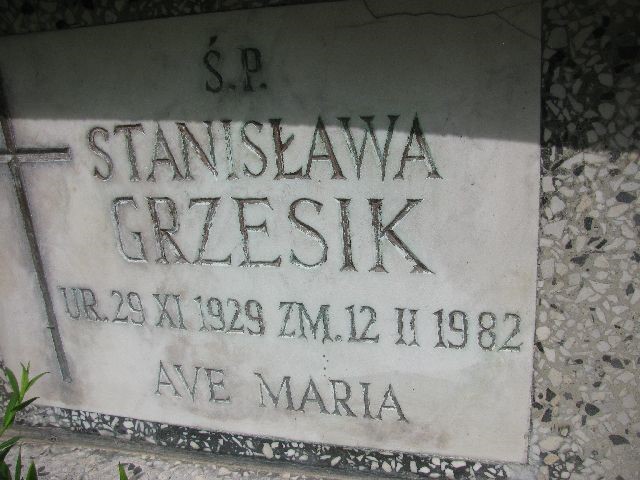 Ś.P.
STANISŁAWA
GRZESIK
UR. 29 XI 1929 ZM. 12 II 1982
AVE MARIA